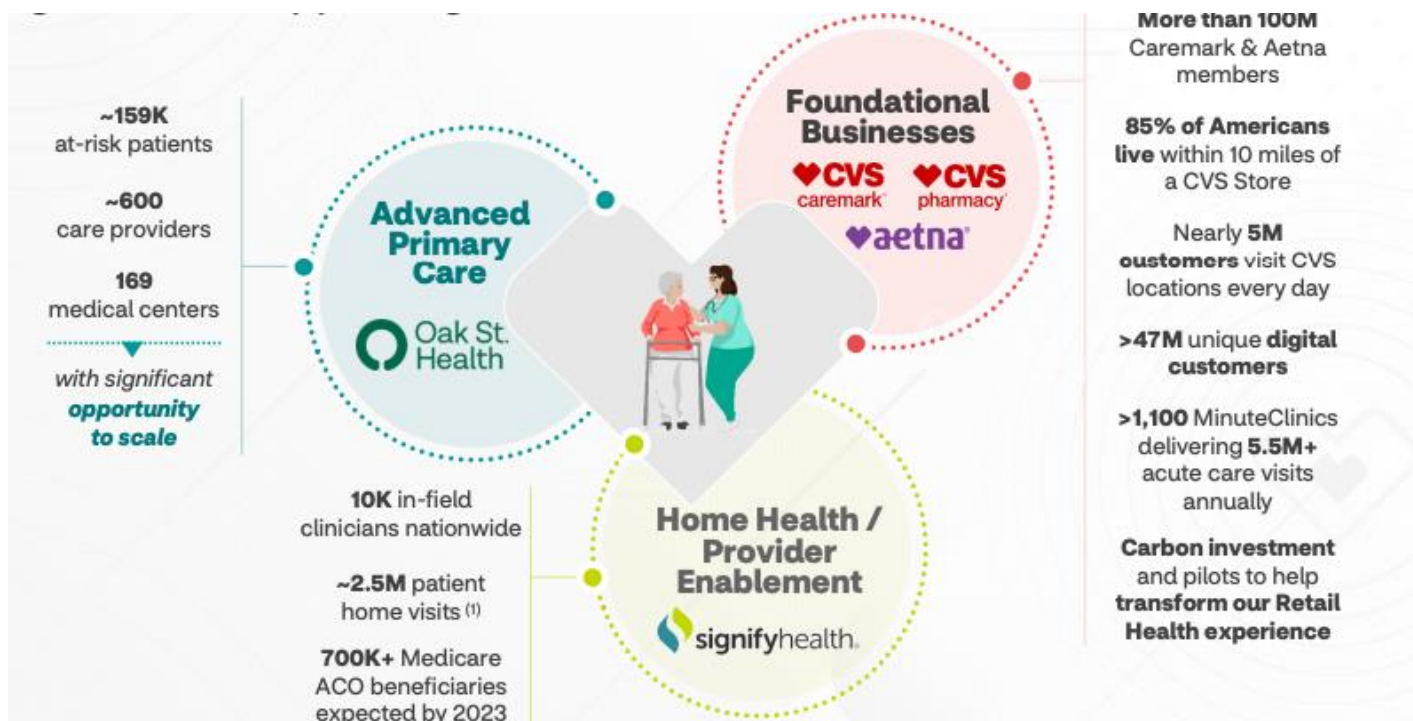 ~159K
at-risk patients
~600
care providers
169
medical centers
with significant
opportunity
to scale
Advanced
Primary
Care
Oak St.
Health
Foundational
Businesses
CVS
caremark™
CVS
pharmacy®
aetna®
More than 100M
Caremark & Aetna
members
85% of Americans
live within 10 miles of
a CVS Store
Nearly 5M
customers visit CVS
locations every day
>47M unique digital
customers
>1,100 MinuteClinics
delivering 5.5M+
acute care visits
annually
Carbon investment
and pilots to help
transform our Retail
Health experience
10K in-field
clinicians nationwide
~2.5M patient
home visits (1)
700K+ Medicare
ACO beneficiaries
expected by 2023
Home Health /
Provider
Enablement
signifyhealth®